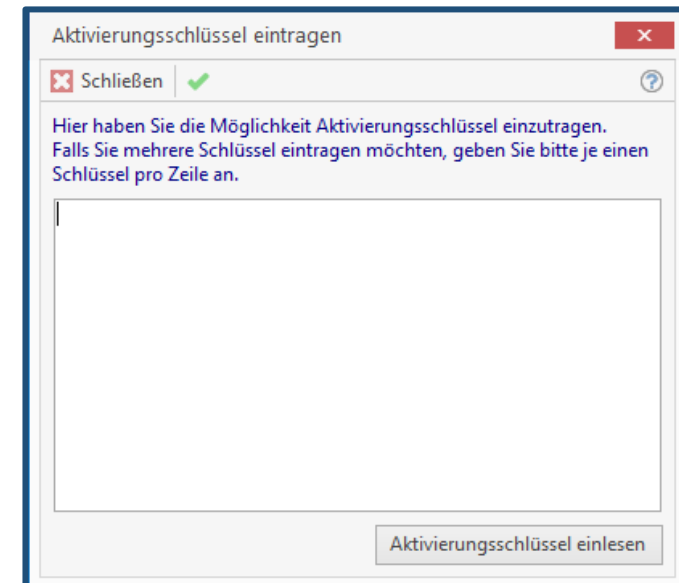 Aktivierungsschlüssel eintragen
Schließen
Hier haben Sie die Möglichkeit Aktivierungsschlüssel einzutragen.
Falls Sie mehrere Schlüssel eintragen möchten, geben Sie bitte je einen
Schlüssel pro Zeile an.
Aktivierungsschlüssel einlesen